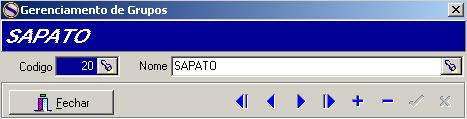 Gerenciamento de Grupos
SAPATO
Codigo 20 Nome SAPATO
Fechar